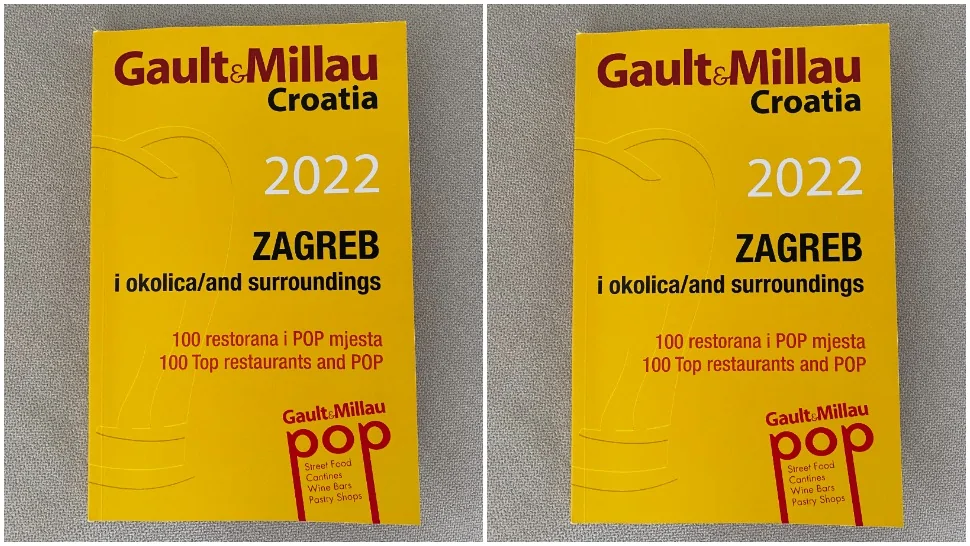 Gault&Millau
Croatia
2022
ZAGREB
i okolica/and surroundings
100 restorana i POP mjesta
100 Top restaurants and POP
Gault&Millau
pop
Street Food
Cantines
Wine Bars
Pastry Shops
Gault&Millau
Croatia
2022
ZAGREB
i okolica/and surroundings
100 restorana i POP mjesta
100 Top restaurants and POP
Gault&Millau
pop
Street Food
Cantines
Wine Bars
Pastry Shops